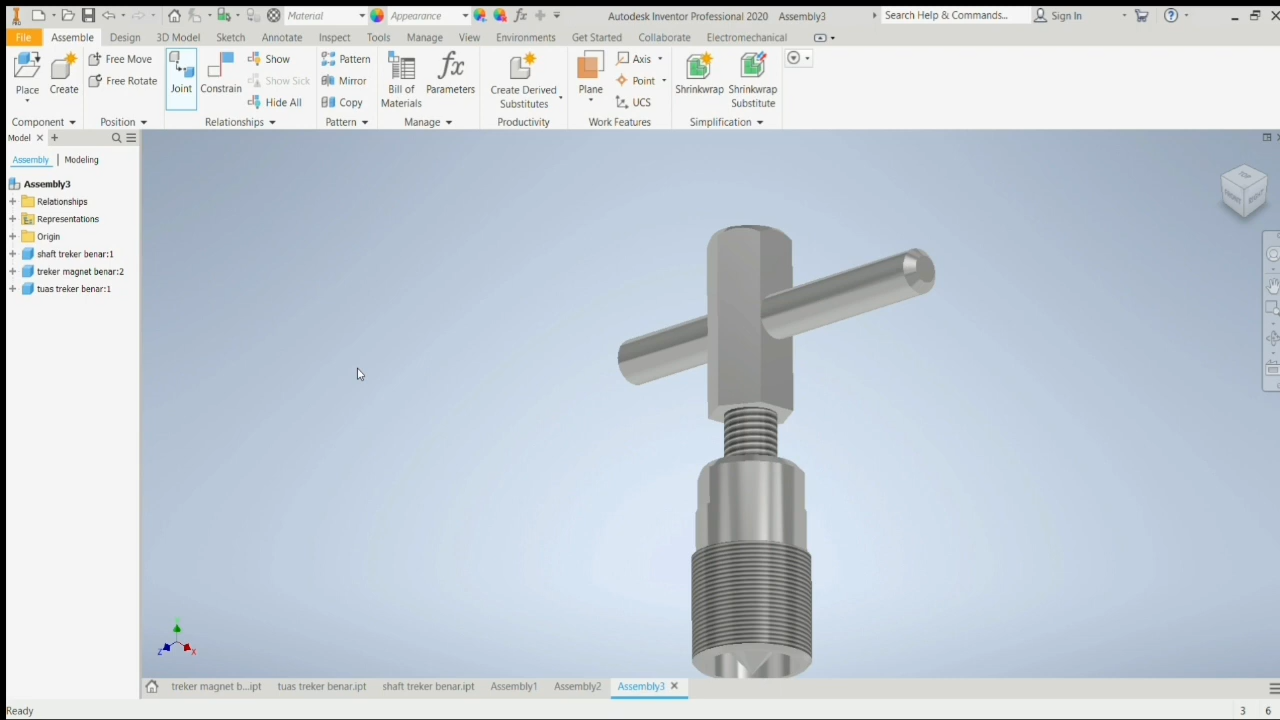 Material Appearance fx Autodesk Inventor Professional 2020 Assembly3 Search Help & Commands... Sign In
File Assemble Design 3D Model Sketch Annotate Inspect Tools Manage View Environments Get Started Collaborate Electromechanical
Place
Create
Free Move
Free Rotate
Joint
Constrain
Show
Show Sick
Hide All
Pattern
Mirror
Copy
Bill of
Materials
fx
Parameters
Create Derived
Substitutes
Plane
Axis
Point
UCS
Shrinkwrap
Shrinkwrap
Substitute
Component Position Relationships Pattern Manage Productivity Work Features Simplification
Model
Assembly | Modeling
Assembly3
Relationships
Representations
Origin
shaft treker benar:1
treker magnet benar:2
tuas treker benar:1
TOP
FRONT
RIGHT
Z X
treker magnet b...ipt tuas treker benar.ipt shaft treker benar.ipt Assembly1 Assembly2 Assembly3
Ready 3 6